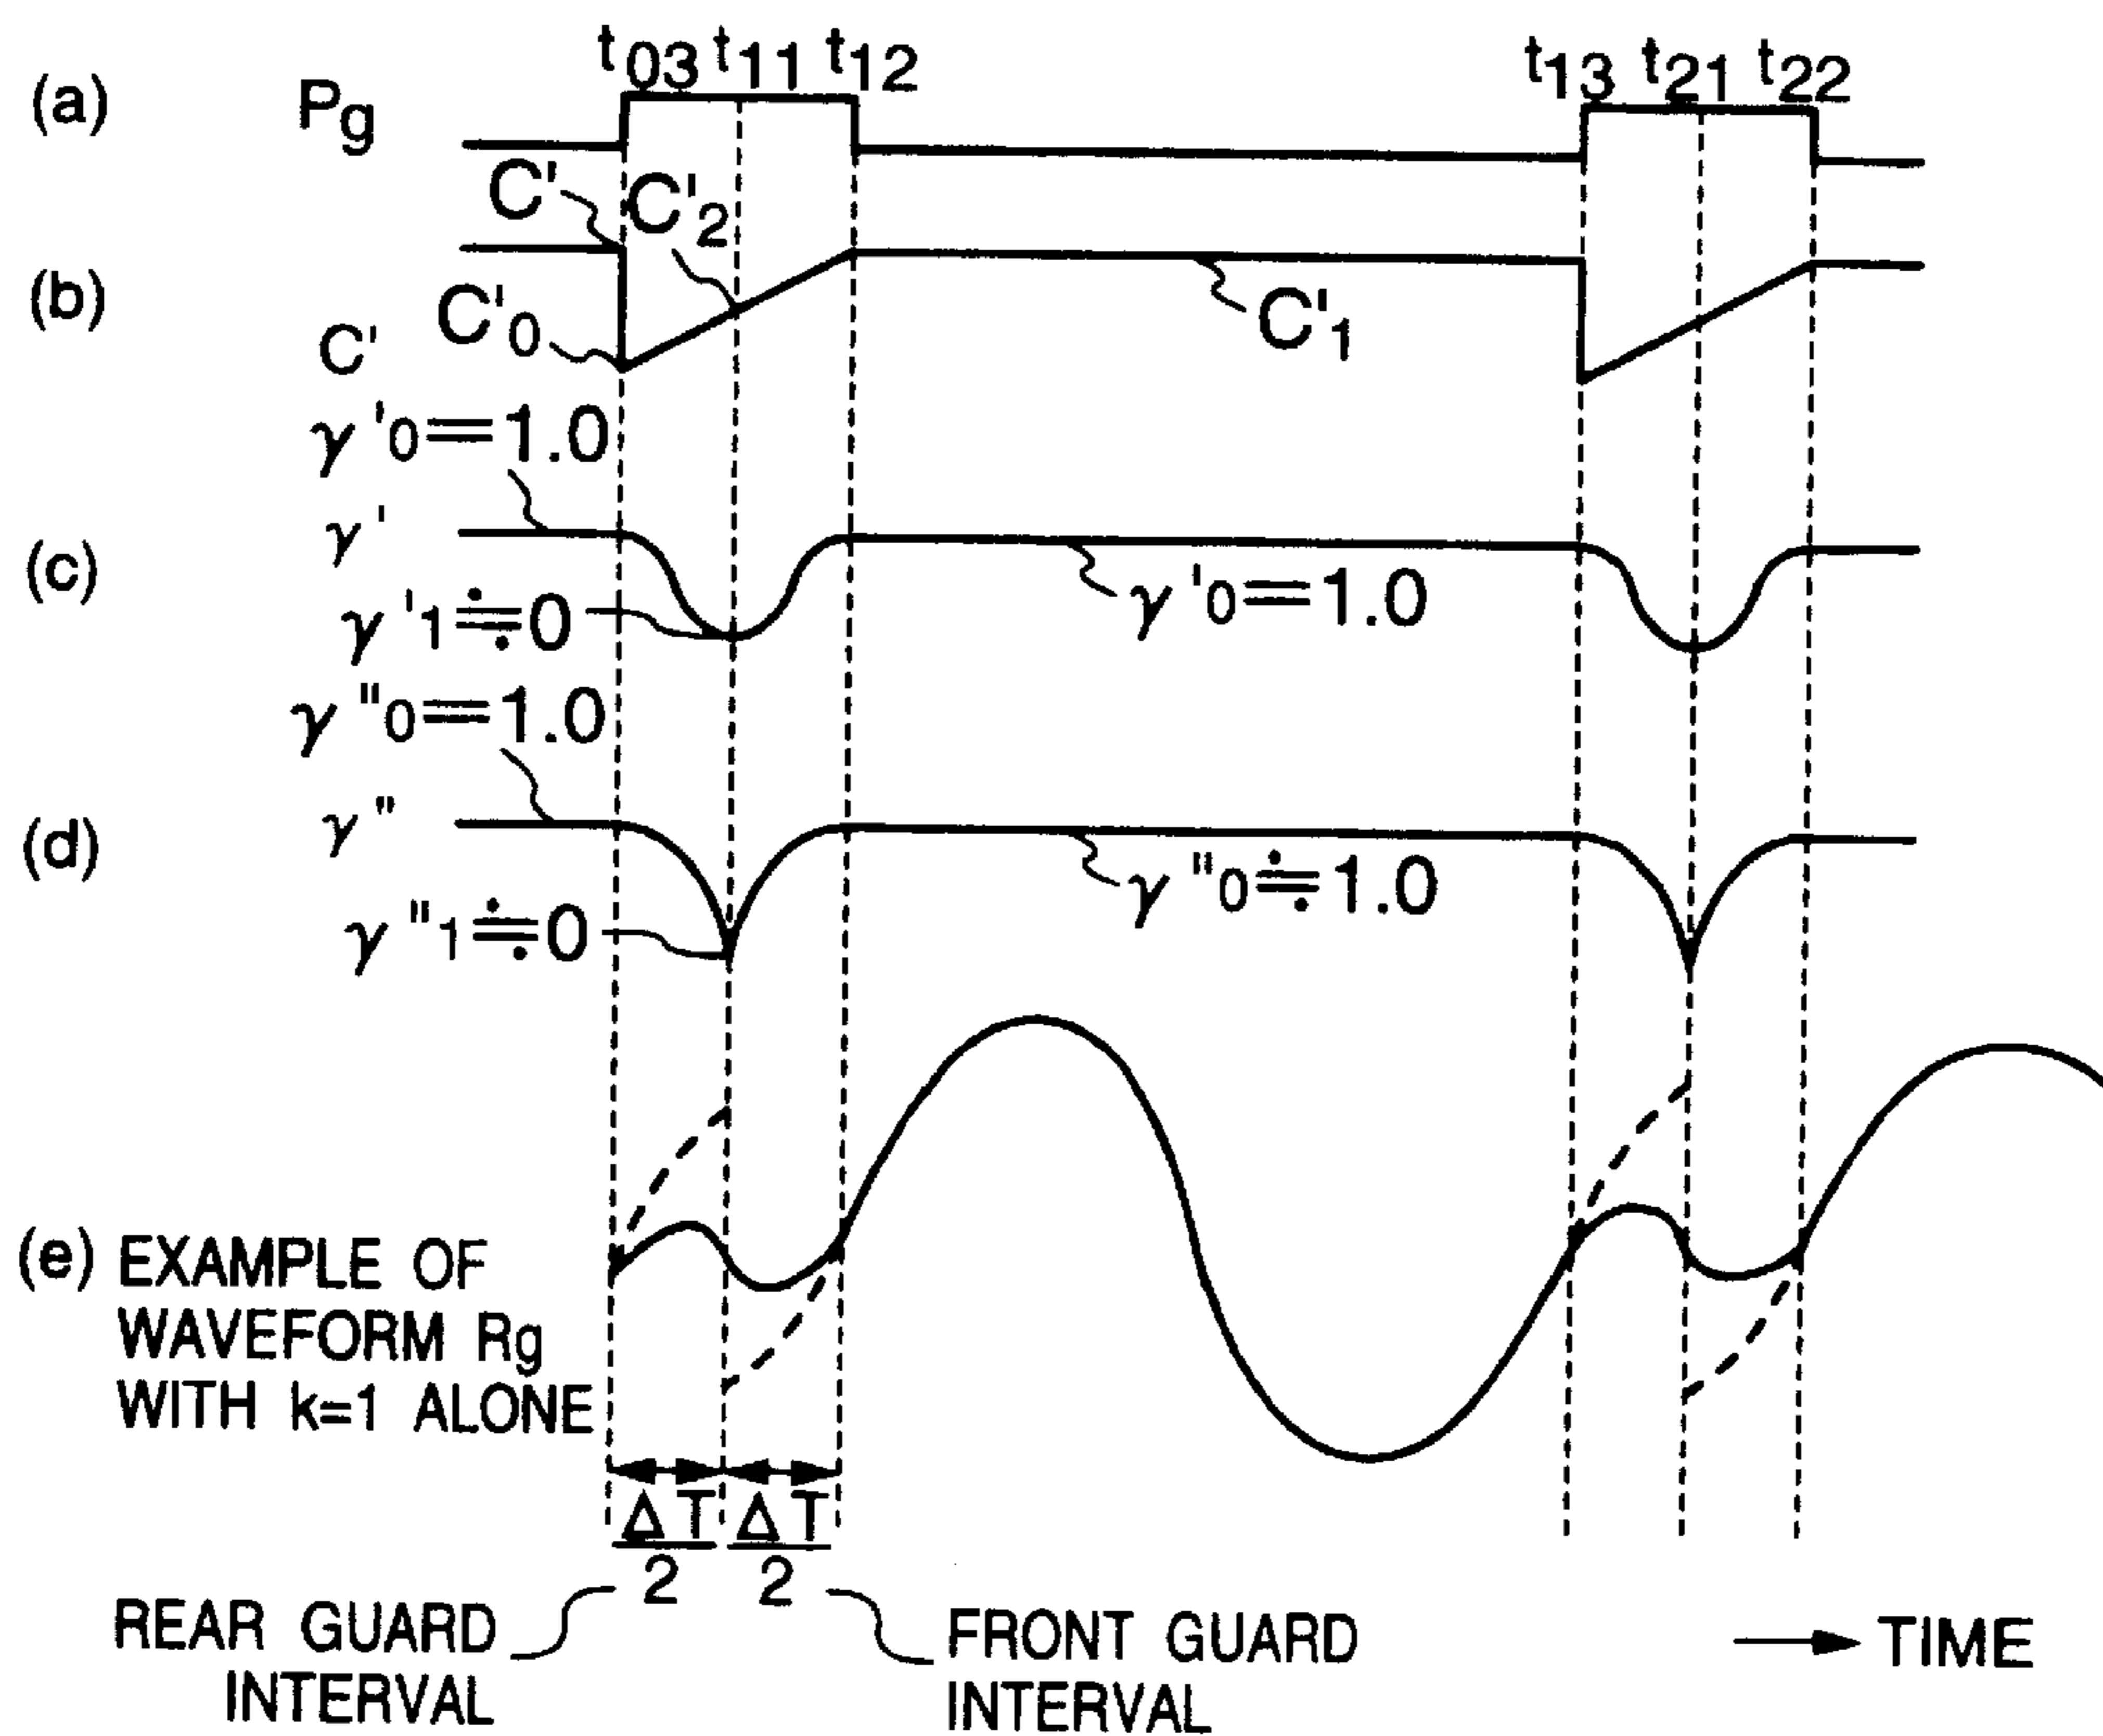 t03 t11 t12 t13 t21 t22
(a) Pg
C' C'2
(b) C' C'0 C'1
γ'0=1.0
(c) γ'
γ'1≒0 γ'0=1.0
γ"0=1.0
(d) γ"
γ"1≒0 γ"0≒1.0
(e) EXAMPLE OF
WAVEFORM Rg
WITH k=1 ALONE
ΔT/2 ΔT/2
REAR GUARD
INTERVAL
FRONT GUARD
INTERVAL
TIME